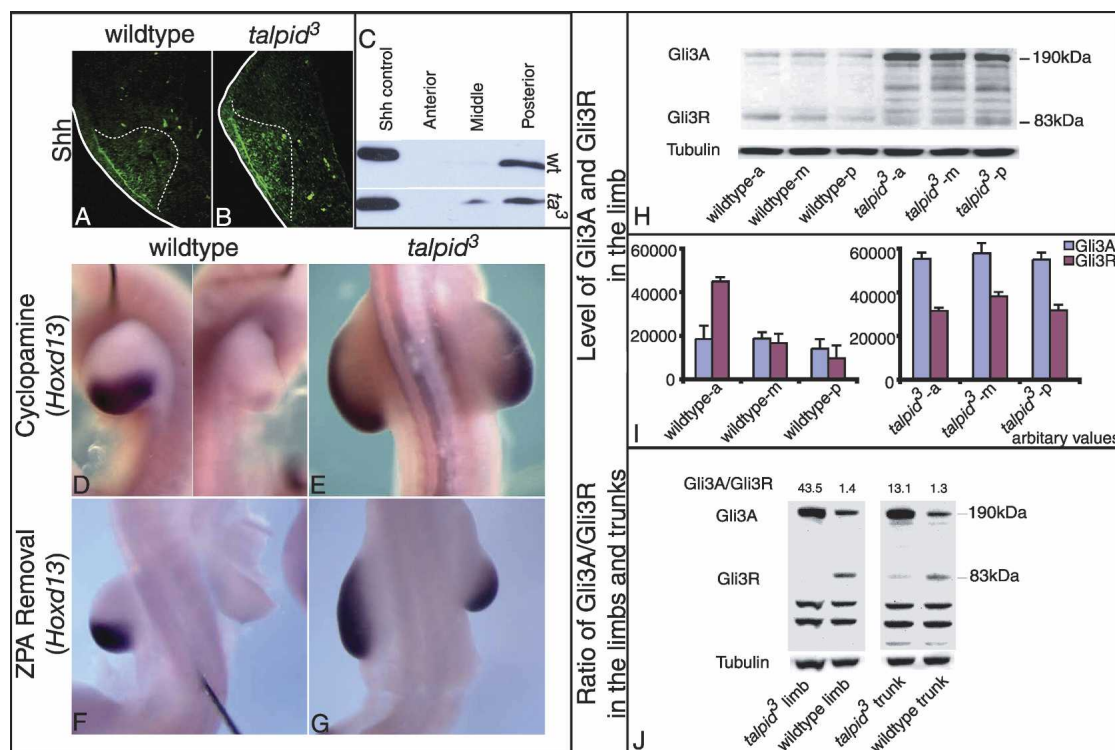 wildtype
talpid³
Shh
A
B
C
Shh control
Anterior
Middle
Posterior
wt
ta³
wildtype
talpid³
Cyclopamine
(Hoxd13)
D
E
ZPA Removal
(Hoxd13)
F
G
Level of Gli3A and Gli3R
in the limb
Gli3A
190kDa
Gli3R
83kDa
Tubulin
wildtype-a
wildtype-m
wildtype-p
talpid³-a
talpid³-m
talpid³-p
H
60000
40000
20000
0
wildtype-a
wildtype-m
wildtype-p
60000
40000
20000
0
Gli3A
Gli3R
talpid³-a
talpid³-m
talpid³-p
arbitary values
I
Ratio of Gli3A/Gli3R
in the limbs and trunks
Gli3A/Gli3R
43.5 1.4 13.1 1.3
Gli3A
190kDa
Gli3R
83kDa
Tubulin
talpid³ limb
wildtype limb
talpid³ trunk
wildtype trunk
J